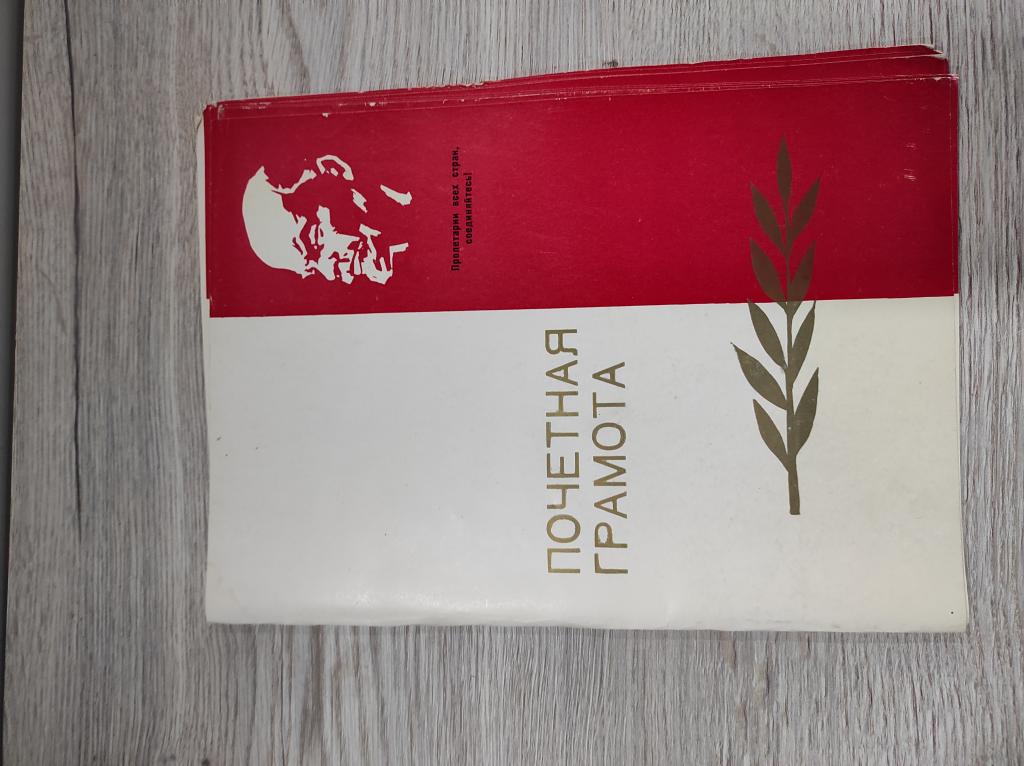 Пролетарии всех стран,
соединяйтесь!
ПОЧЕТНАЯ
ГРАМОТА